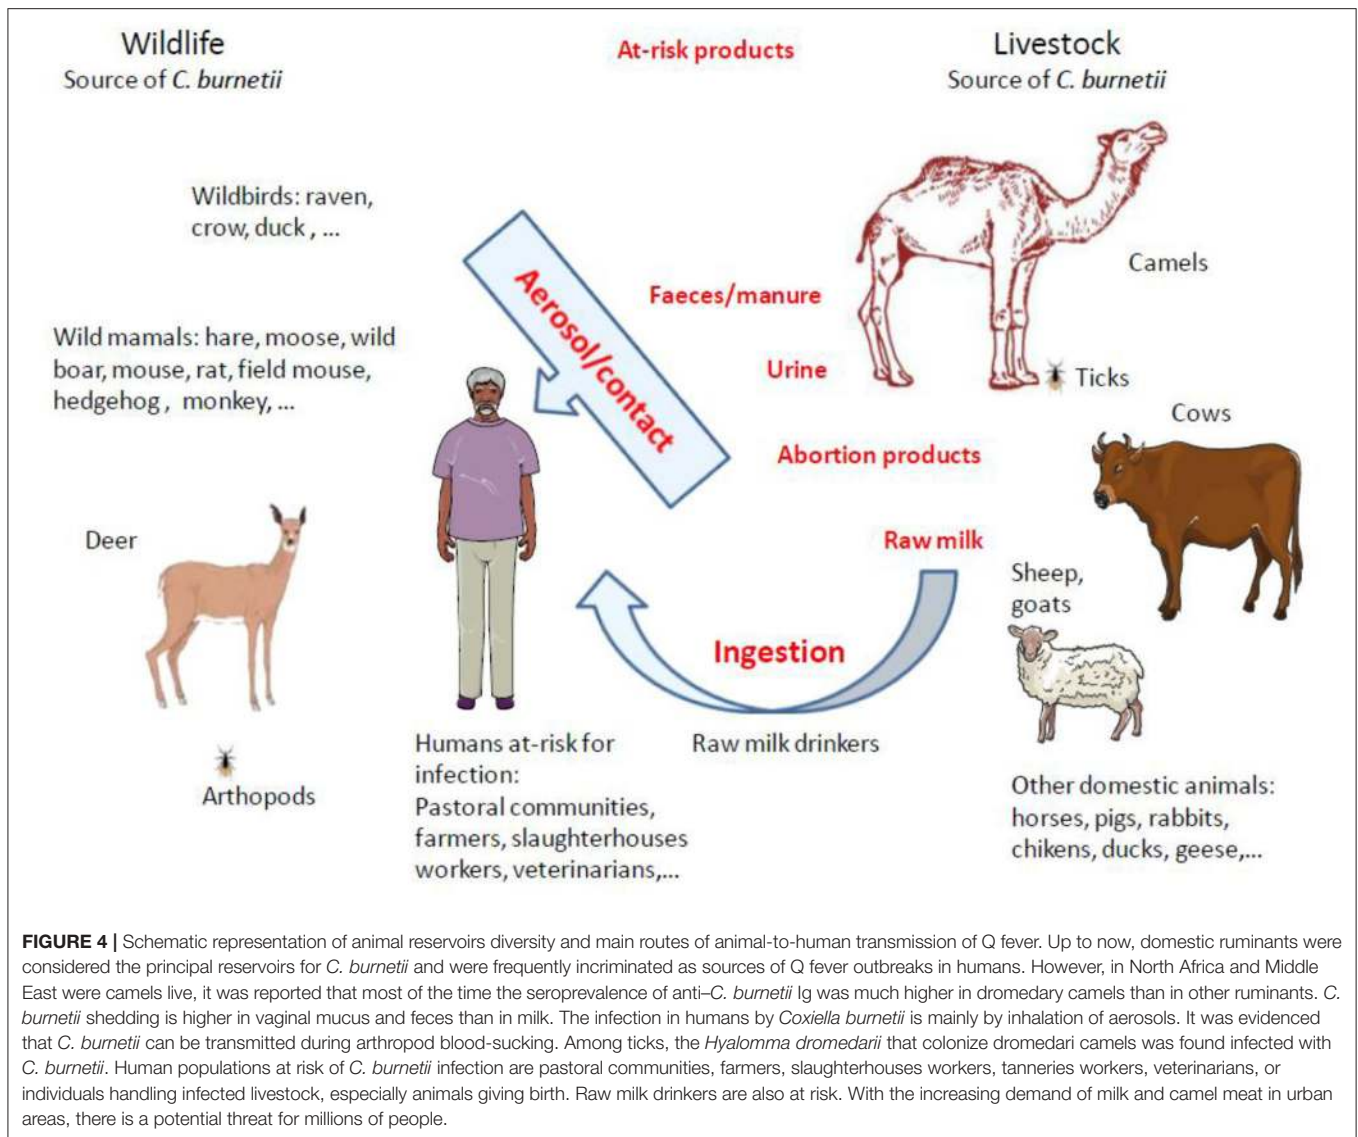 Wildlife
Source of C. burnetii
At-risk products
Livestock
Source of C. burnetii
Wildbirds: raven,
crow, duck , ...
Wild mamals: hare, moose, wild
boar, mouse, rat, field mouse,
hedgehog , monkey, ...
Deer
Arthopods
Aerosol/contact
Faeces/manure
Urine
Abortion products
Raw milk
Ingestion
Raw milk drinkers
Humans at-risk for
infection:
Pastoral communities,
farmers, slaughterhouses
workers, veterinarians,...
Camels
Ticks
Cows
Sheep,
goats
Other domestic animals:
horses, pigs, rabbits,
chikens, ducks, geese,...
FIGURE 4 | Schematic representation of animal reservoirs diversity and main routes of animal-to-human transmission of Q fever. Up to now, domestic ruminants were
considered the principal reservoirs for C. burnetii and were frequently incriminated as sources of Q fever outbreaks in humans. However, in North Africa and Middle
East were camels live, it was reported that most of the time the seroprevalence of anti–C. burnetii Ig was much higher in dromedary camels than in other ruminants. C.
burnetii shedding is higher in vaginal mucus and feces than in milk. The infection in humans by Coxiella burnetii is mainly by inhalation of aerosols. It was evidenced
that C. burnetii can be transmitted during arthropod blood-sucking. Among ticks, the Hyalomma dromedarii that colonize dromedari camels was found infected with
C. burnetii. Human populations at risk of C. burnetii infection are pastoral communities, farmers, slaughterhouses workers, tanneries workers, veterinarians, or
individuals handling infected livestock, especially animals giving birth. Raw milk drinkers are also at risk. With the increasing demand of milk and camel meat in urban
areas, there is a potential threat for millions of people.